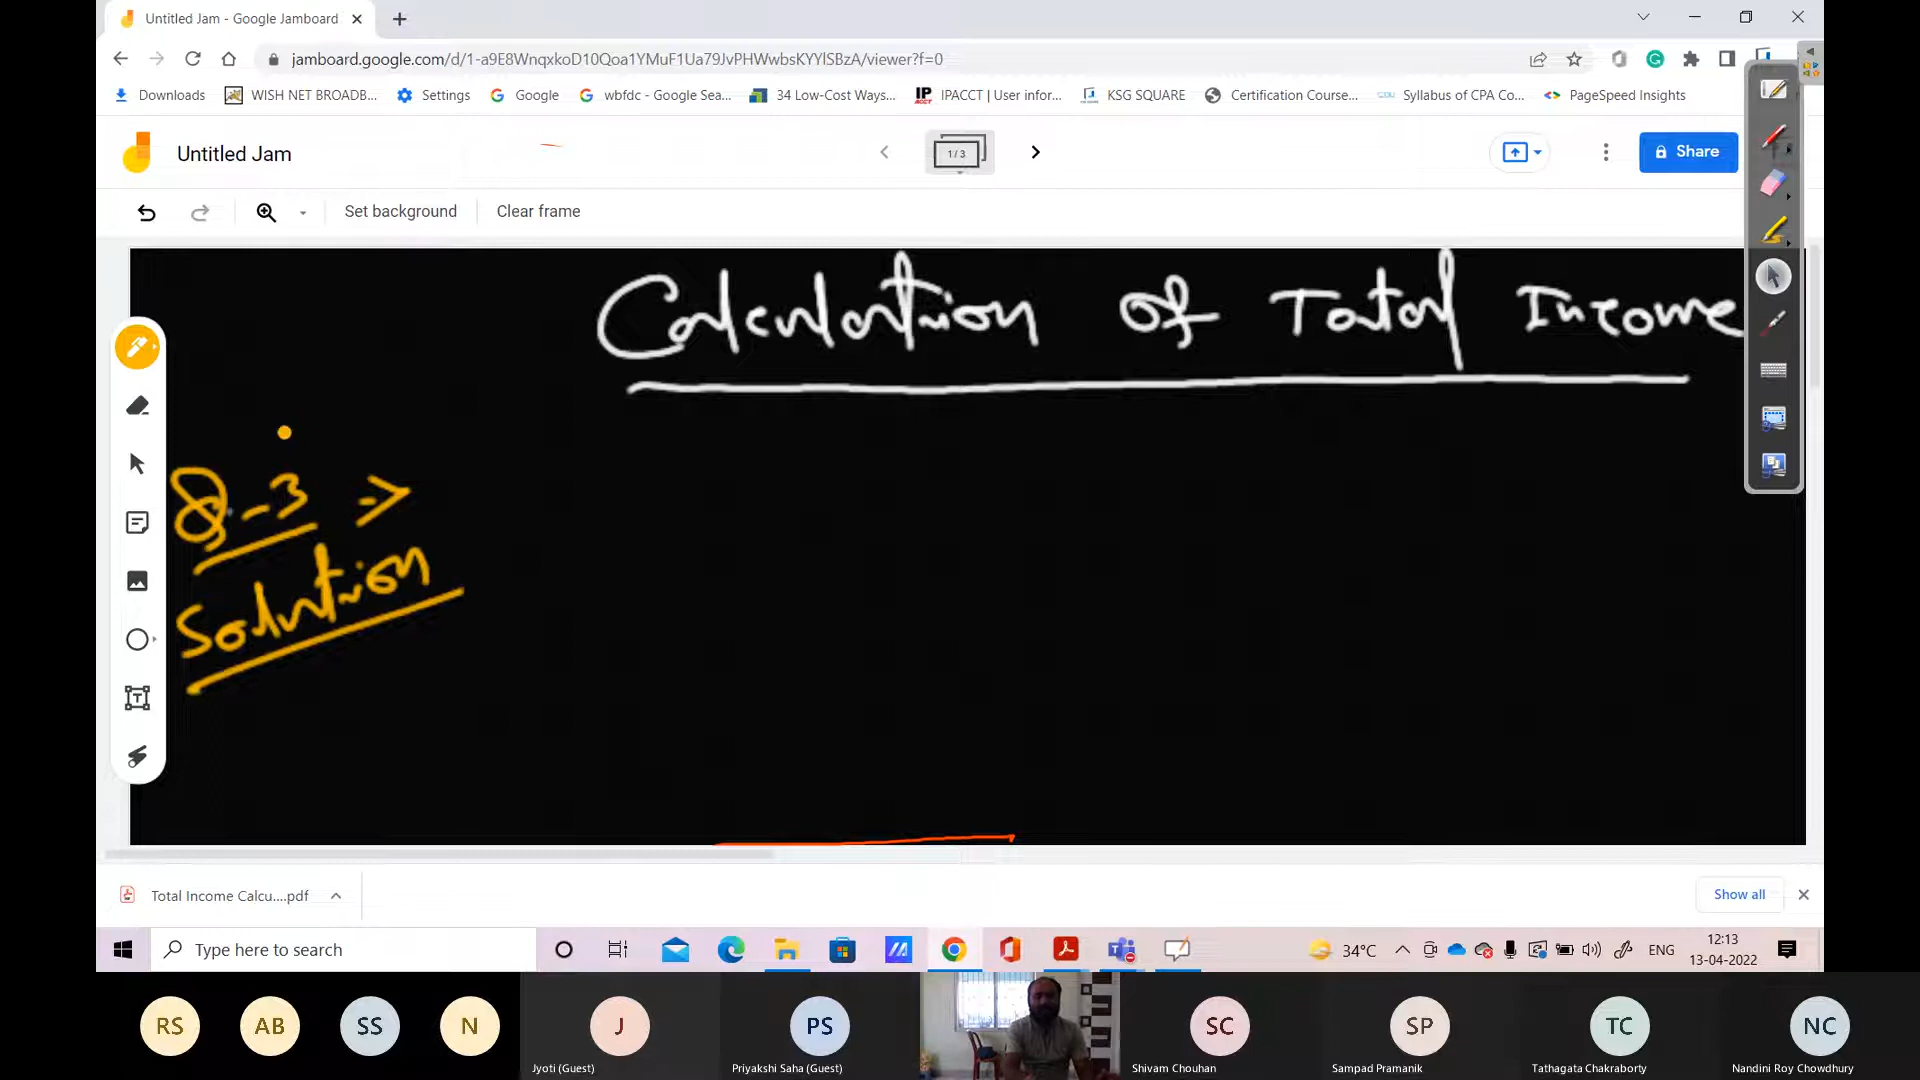 Untitled Jam - Google Jamboard
jamboard.google.com/d/1-a9E8WnqxkoD10Qoa1YMuF1Ua79JvPHWwbsKYYlSBzA/viewer?f=0
Downloads WISH NET BROADB... Settings Google wbfdc - Google Sea... 34 Low-Cost Ways... IPACCT | User infor... KSG SQUARE Certification Course... Syllabus of CPA Co... PageSpeed Insights
Untitled Jam 1 / 3 Share
Set background Clear frame
Calculation of Total Income
Q-3 =>
Solution
Total Income Calcu....pdf Show all
Type here to search 34°C ENG 12:13
13-04-2022
RS AB SS N J PS SC SP TC NC
Jyoti (Guest) Priyakshi Saha (Guest) Shivam Chouhan Sampad Pramanik Tathagata Chakraborty Nandini Roy Chowdhury